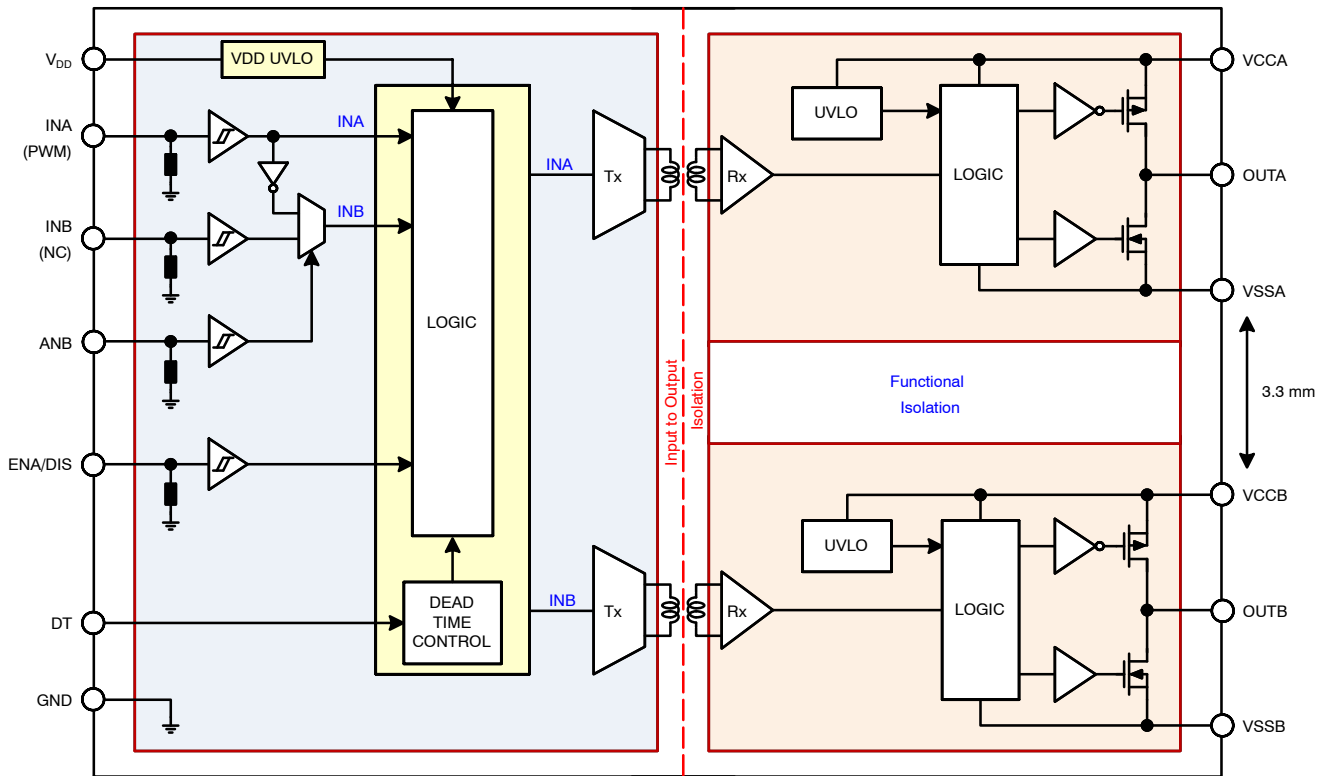 VDD
VDD UVLO
INA
(PWM)
INA
INB
(NC)
INB
ANB
ENA/DIS
DT
GND
LOGIC
DEAD
TIME
CONTROL
INA
Tx
INB
Tx
Input to Output
Isolation
Rx
UVLO
LOGIC
VCCA
OUTA
VSSA
Functional
Isolation
3.3 mm
Rx
UVLO
LOGIC
VCCB
OUTB
VSSB